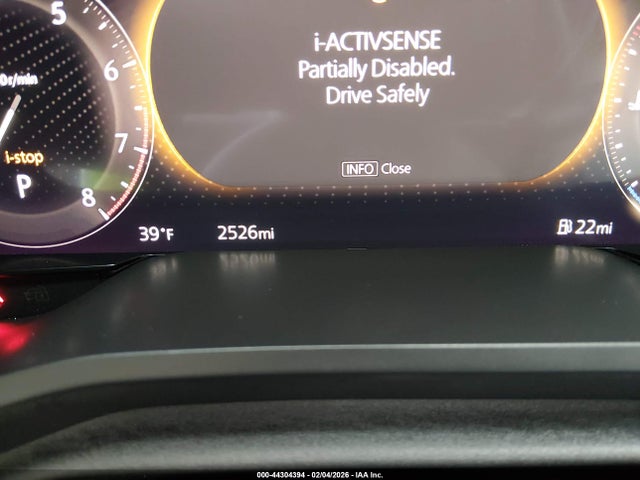 5
i-ACTIVSENSE
6
Partially Disabled.
0r/min
Drive Safely
7
i-stop
INFO Close
P
8
39°F 2526mi 22mi
000-44304394 - 02/04/2026 - IAA Inc.